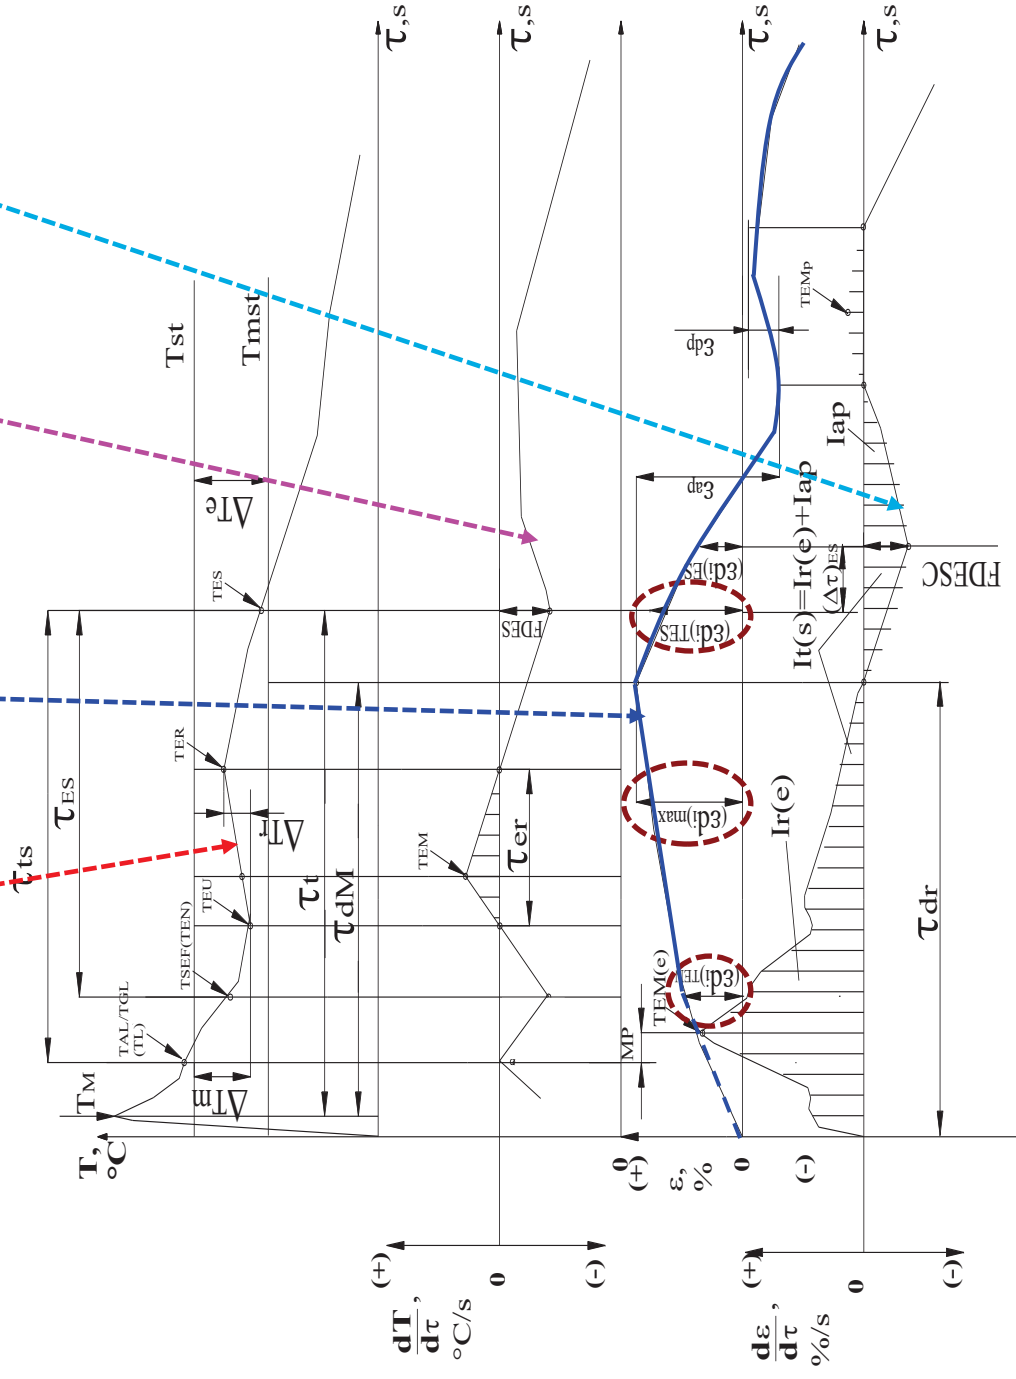 τ,s
τ,s
τ,s
τ,s
Tst
Tmst
ΔTe
TES
TER
τES
τts
ΔTr
TEU
TSEF(TEN)
TAL/TGL
(TL)
TM
ΔTm
T,
°C
τt
τdM
(+)
0
(-)
dT
dτ,
°C/s
FDES
TEM
τer
0
(+)
ε,
%
0
(-)
εdp
εap
(εdi)ES
(εdi)TES
(εdi)max
(εdi)TEN
TEM(e)
MP
TEMp
Iap
It(s)=Ir(e)+Iap
(Δτ)ES
FDESC
Ir(e)
τdr
(+)
0
(-)
dε
dτ,
%/s